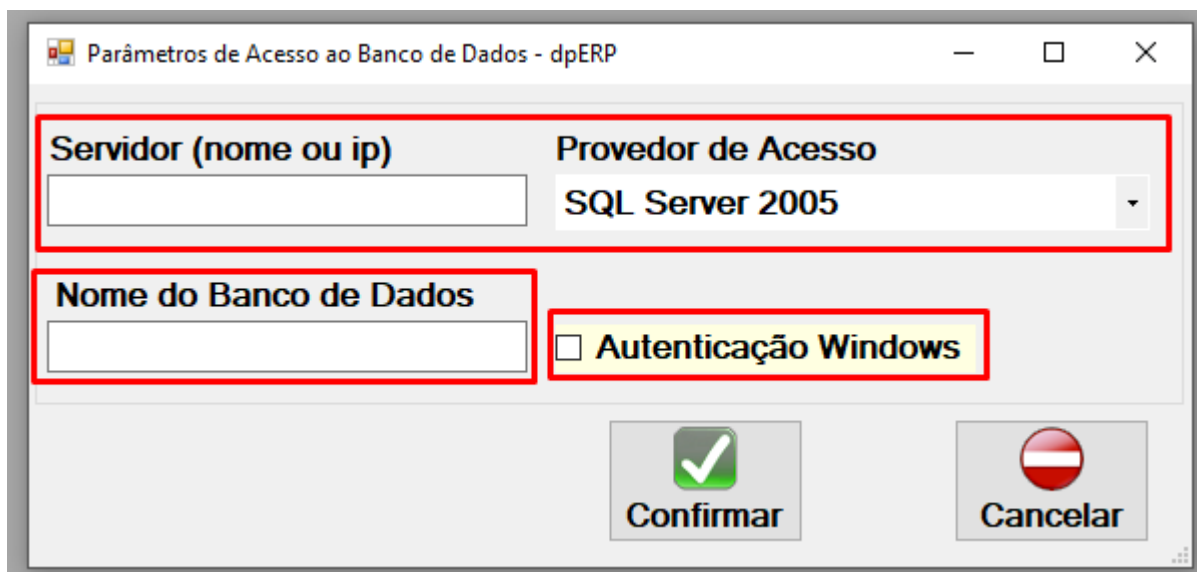 Parâmetros de Acesso ao Banco de Dados - dpERP
Servidor (nome ou ip)
Provedor de Acesso
SQL Server 2005
Nome do Banco de Dados
Autenticação Windows
Confirmar
Cancelar